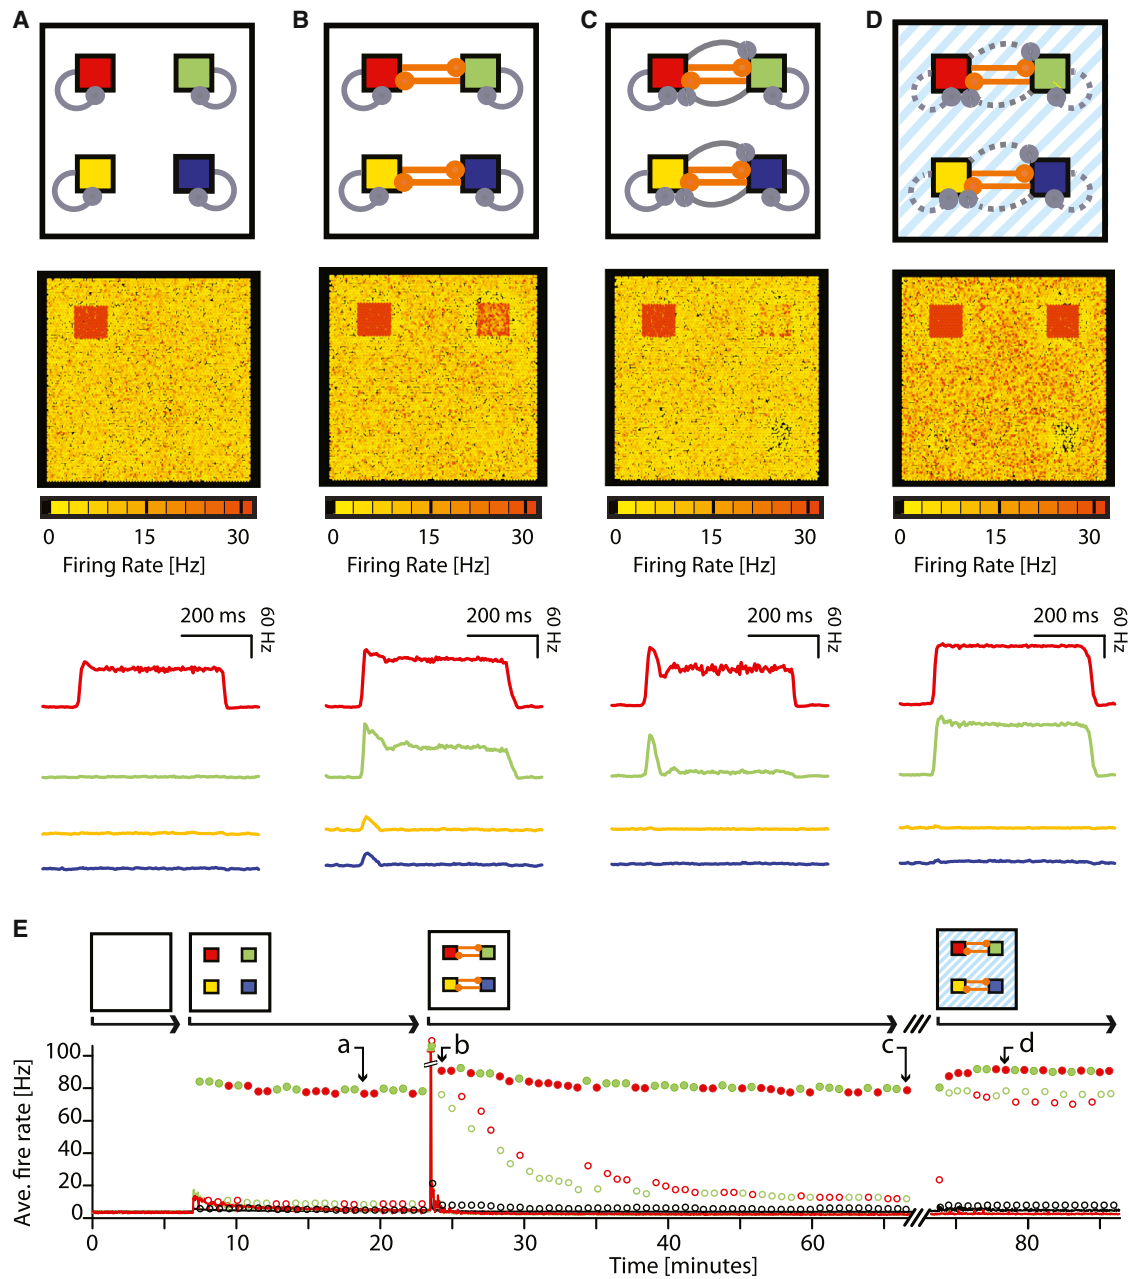 A B C D
0 15 30 0 15 30 0 15 30 0 15 30
Firing Rate [Hz] Firing Rate [Hz] Firing Rate [Hz] Firing Rate [Hz]
200 ms 60 Hz 200 ms 60 Hz 200 ms 60 Hz 200 ms 60 Hz
E
a b c d
100
80
60
40
20
0
Ave. fire rate [Hz]
0 10 20 30 40 50 60 80
Time [minutes]